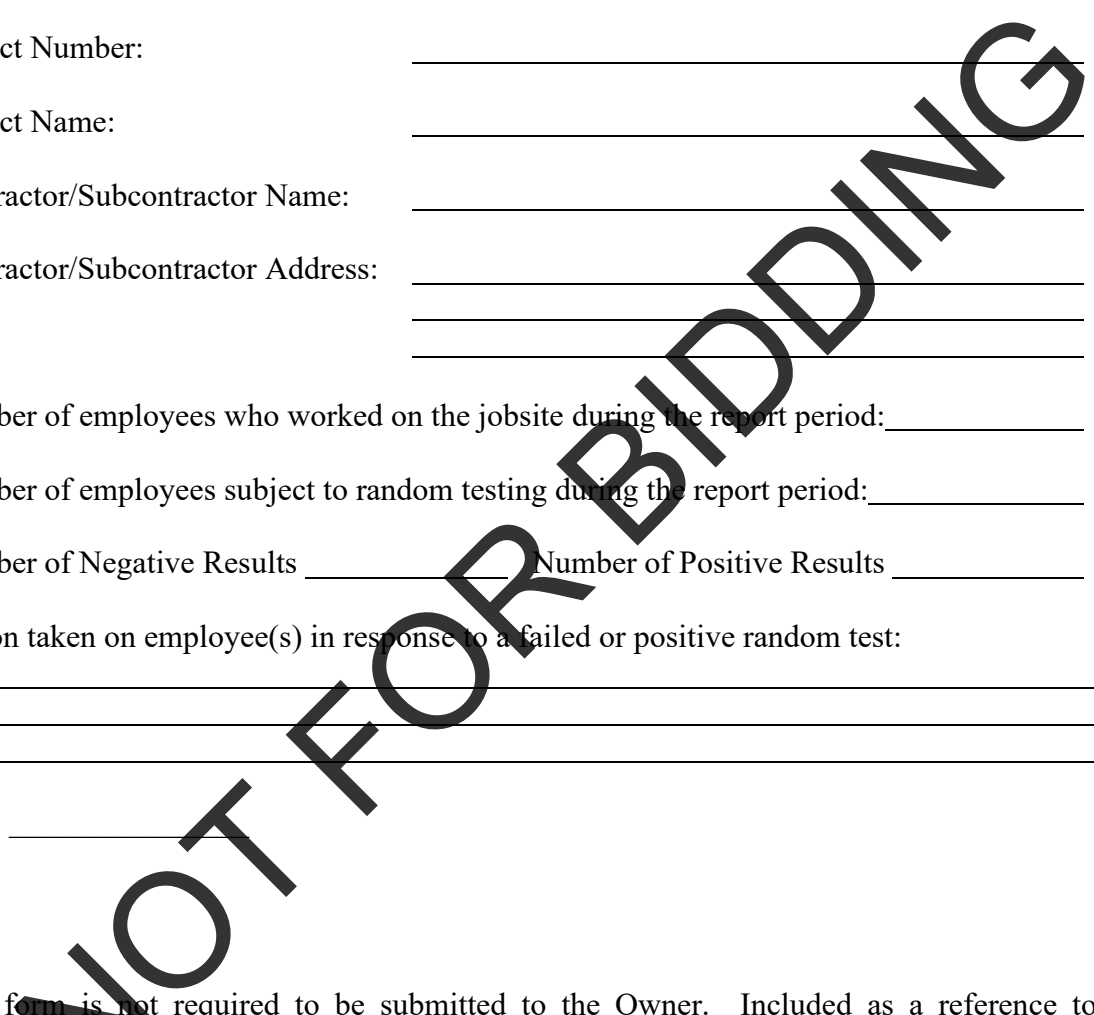 ct Number:
ct Name:
ractor/Subcontractor Name:
ractor/Subcontractor Address:
ber of employees who worked on the jobsite during the report period:
ber of employees subject to random testing during the report period:
ber of Negative Results Number of Positive Results
on taken on employee(s) in response to a failed or positive random test:
form is not required to be submitted to the Owner. Included as a reference to
NOT FOR BIDDING